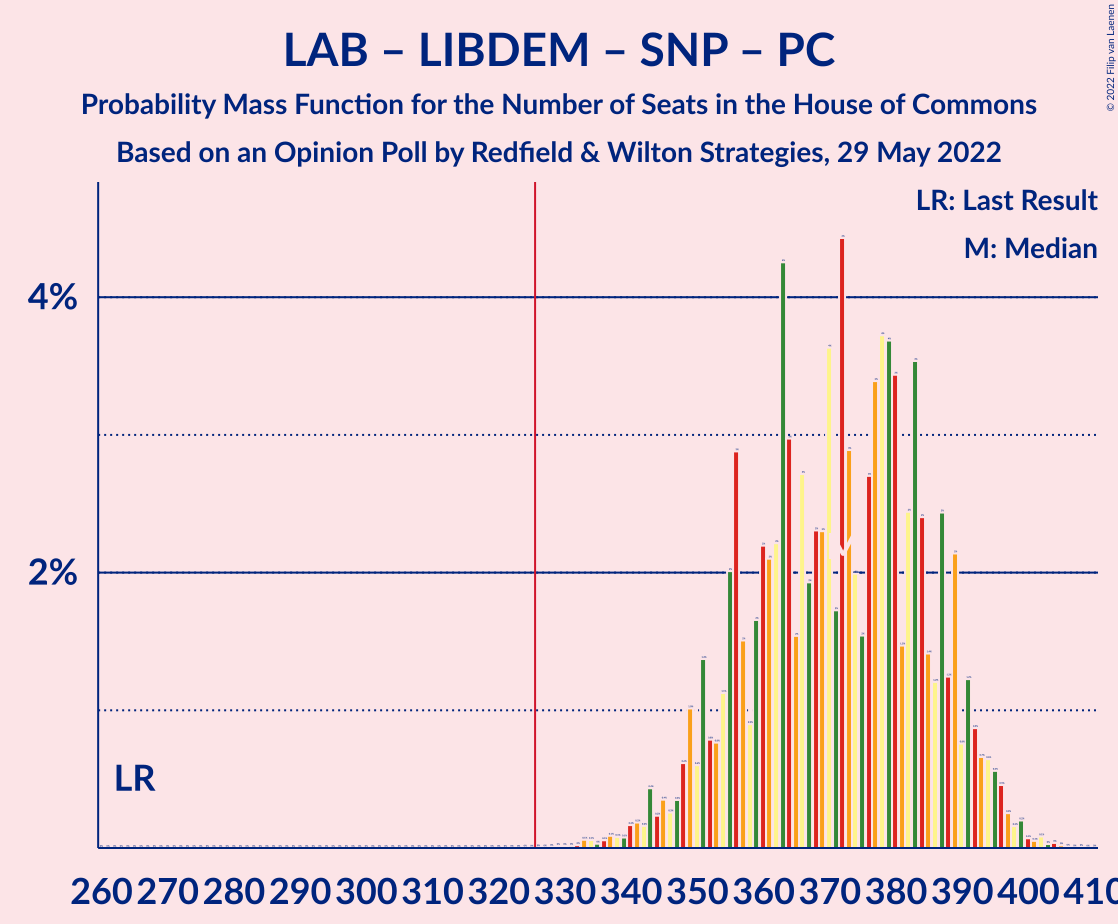 LAB – LIBDEM – SNP – PC
Probability Mass Function for the Number of Seats in the House of Commons
Based on an Opinion Poll by Redfield & Wilton Strategies, 29 May 2022
© 2022 Filip van Laenen
LR: Last Result
M: Median
4%
2%
LR
260 270 280 290 300 310 320 330 340 350 360 370 380 390 400 410